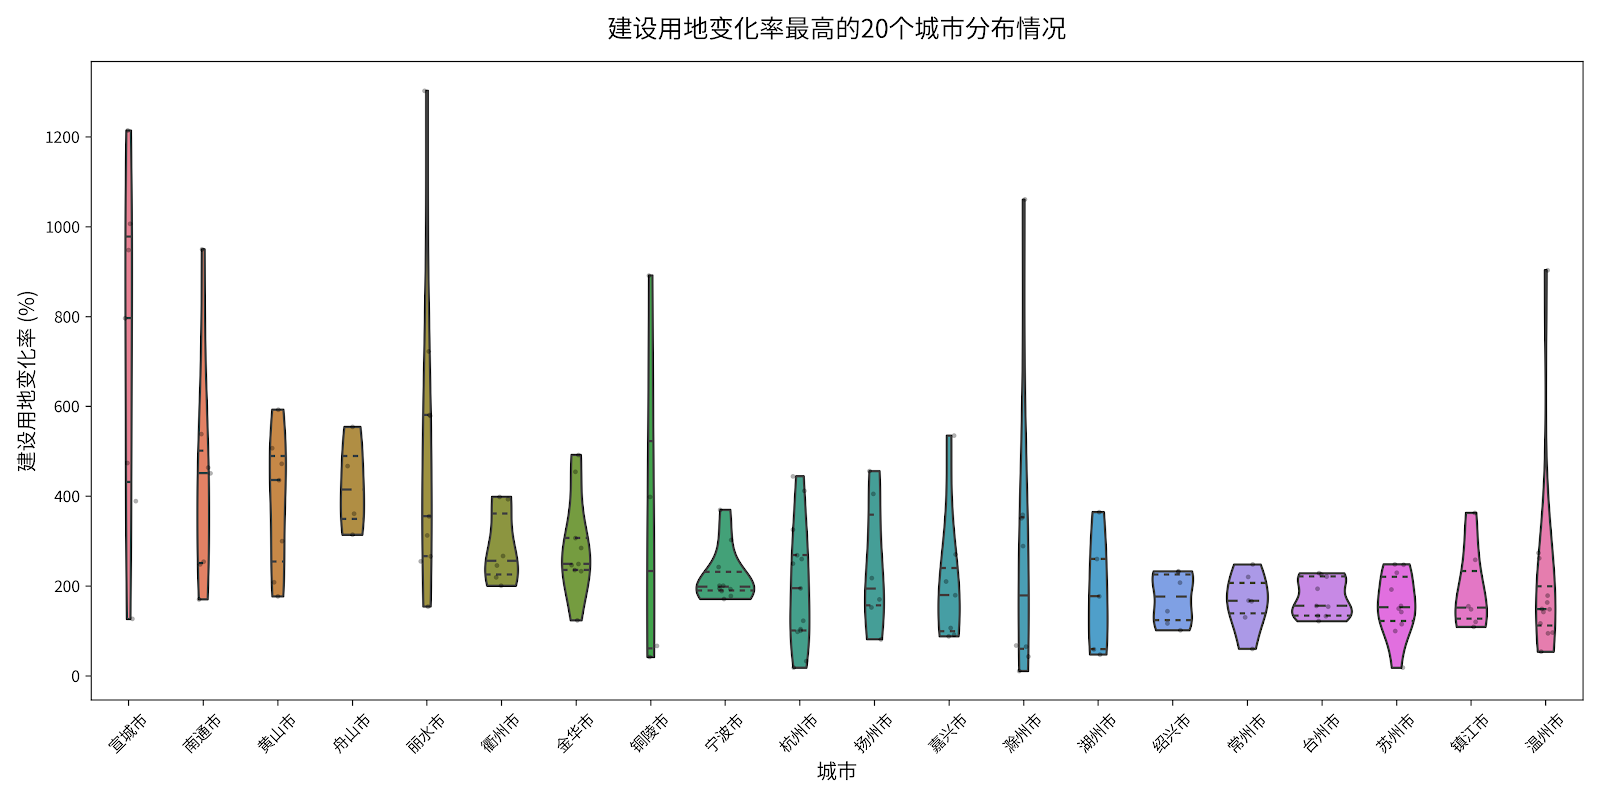 建设用地变化率最高的20个城市分布情况
建设用地变化率 (%)
1200
1000
800
600
400
200
0
宣城市
南通市
黄山市
舟山市
丽水市
衢州市
金华市
铜陵市
宁波市
杭州市
扬州市
嘉兴市
滁州市
湖州市
绍兴市
常州市
台州市
苏州市
镇江市
温州市
城市